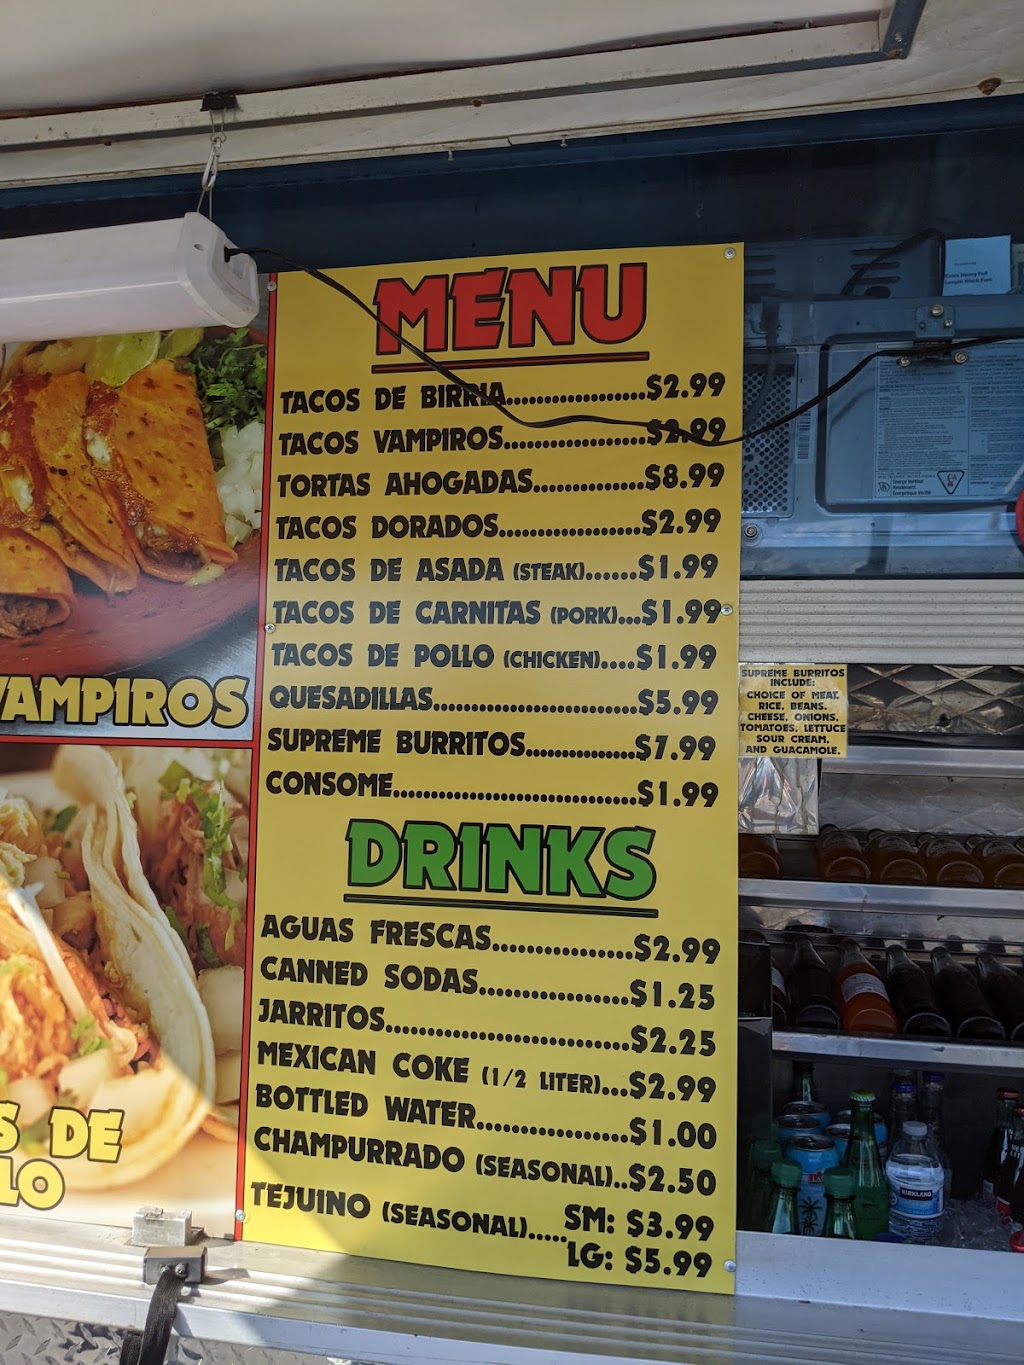 MENU
TACOS DE BIRRIA....................$2.99
TACOS VAMPIROS....................$2.99
TORTAS AHOGADAS...............$8.99
TACOS DORADOS...................$2.99
TACOS DE ASADA (STEAK).......$1.99
TACOS DE CARNITAS (PORK)...$1.99
TACOS DE POLLO (CHICKEN).....$1.99
QUESADILLAS...........................$5.99
SUPREME BURRITOS...............$7.99
CONSOME................................$1.99
DRINKS
AGUAS FRESCAS...................$2.99
CANNED SODAS....................$1.25
JARRITOS................................$2.25
MEXICAN COKE (1/2 LITER)...$2.99
BOTTLED WATER....................$1.00
CHAMPURRADO (SEASONAL)..$2.50
TEJUINO (SEASONAL)......SM: $3.99
LG: $5.99
VAMPIROS
S DE
LO
SUPREME BURRITOS
INCLUDE:
CHOICE OF MEAT,
RICE, BEANS,
CHEESE, ONIONS,
TOMATOES, LETTUCE
SOUR CREAM,
AND GUACAMOLE.
KIRKLAND